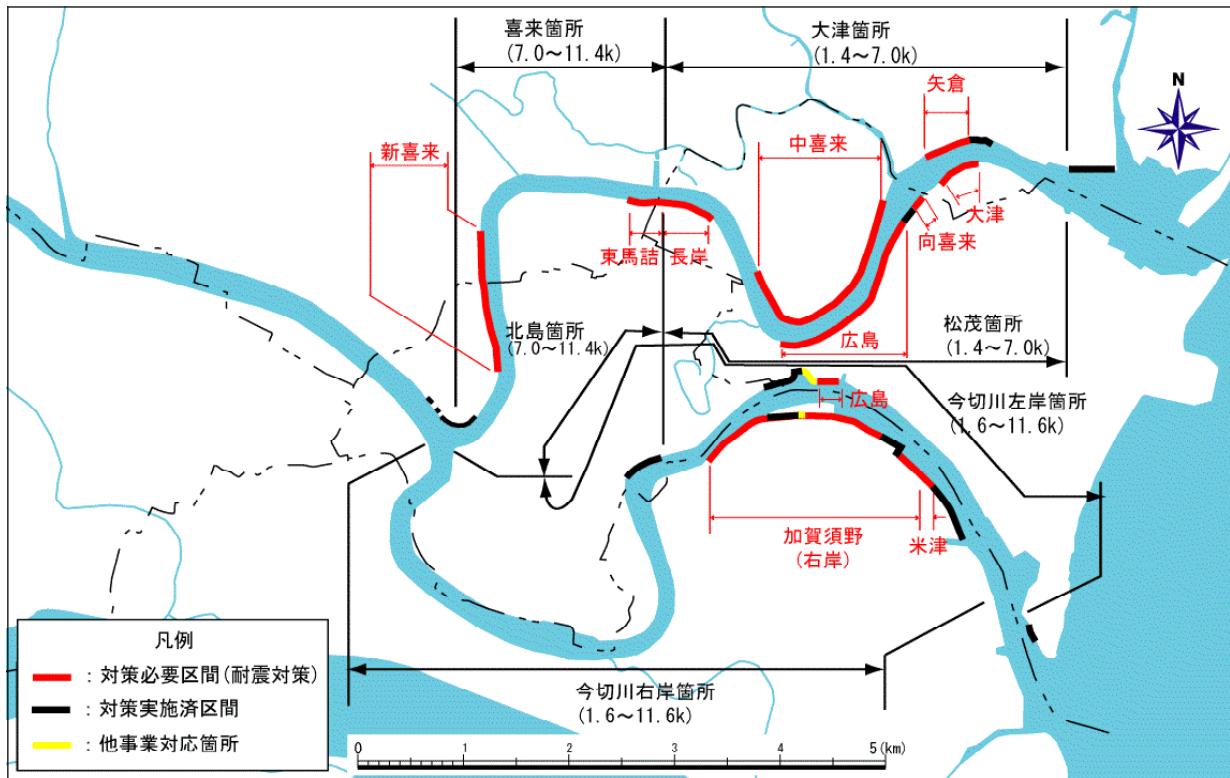 喜来箇所
(7.0～11.4k)
大津箇所
(1.4～7.0k)
N
矢倉
新喜来
中喜来
大津
向喜来
東馬詰
長岸
北島箇所
(7.0～11.4k)
広島
松茂箇所
(1.4～7.0k)
広島
今切川左岸箇所
(1.6～11.6k)
加賀須野
(右岸)
米津
凡例
：対策必要区間(耐震対策)
：対策実施済区間
：他事業対応箇所
今切川右岸箇所
(1.6～11.6k)
0 1 2 3 4 5(km)